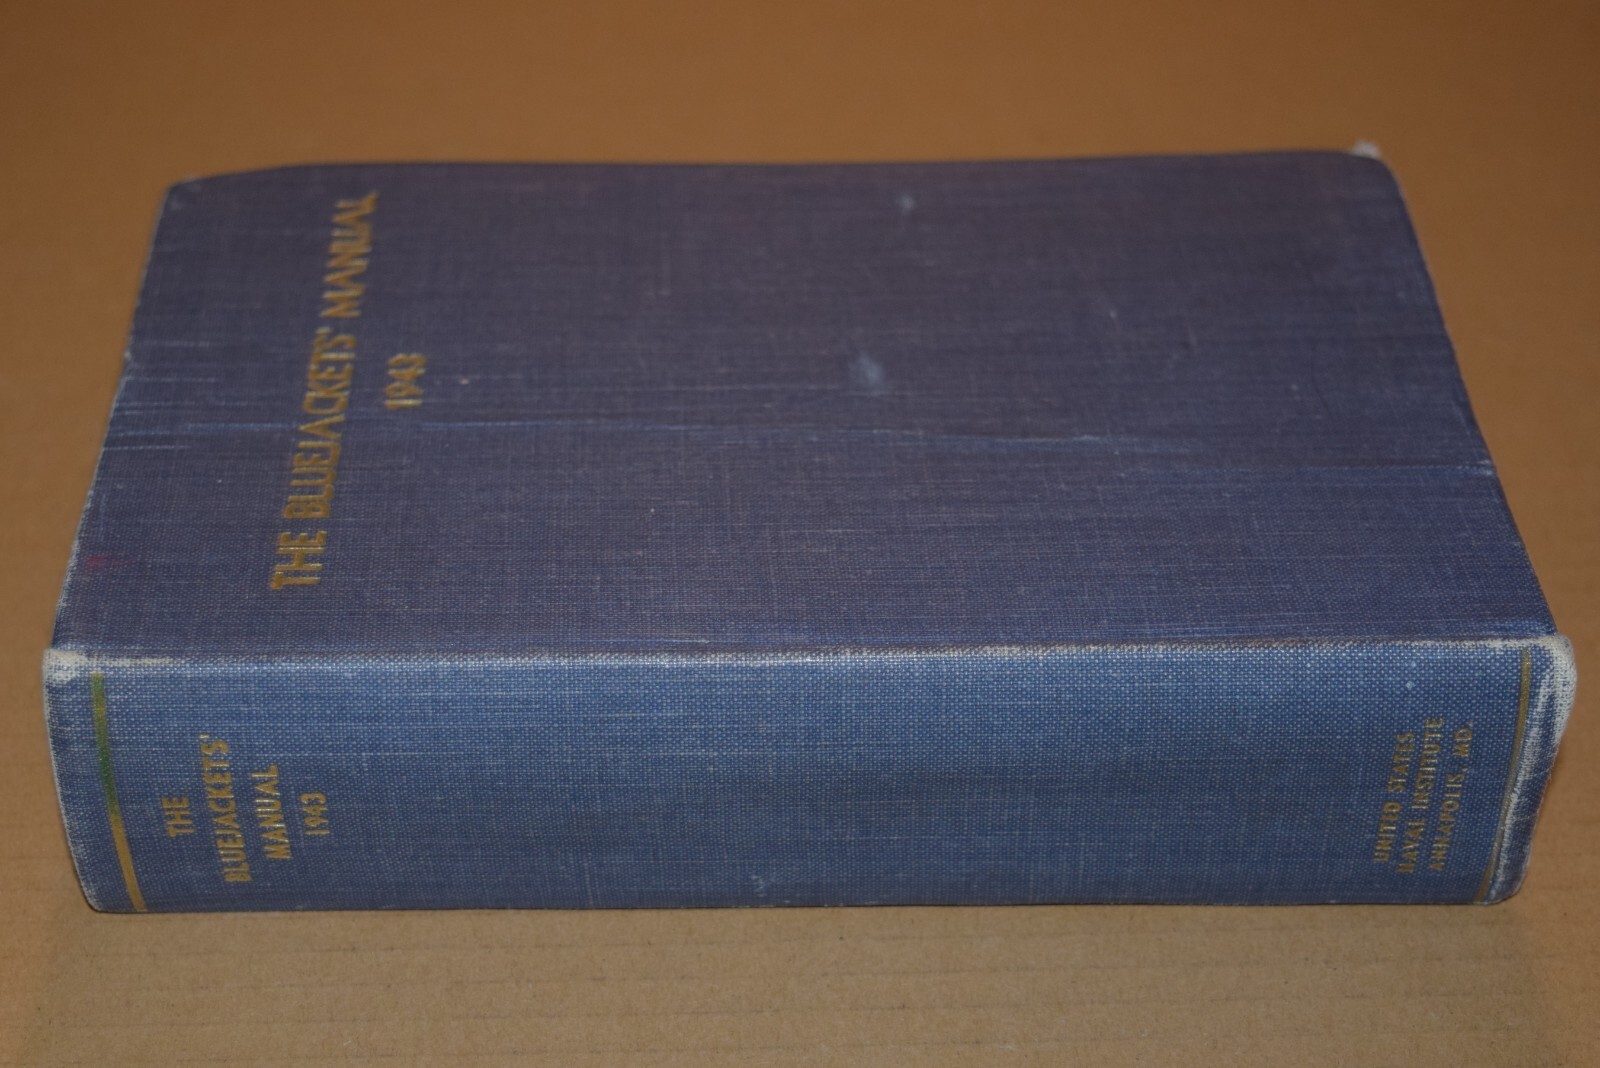 THE BLUEJACKETS' MANUAL
1943
THE
BLUEJACKETS'
MANUAL
1943
UNITED STATES
NAVAL INSTITUTE
ANNAPOLIS, MD.